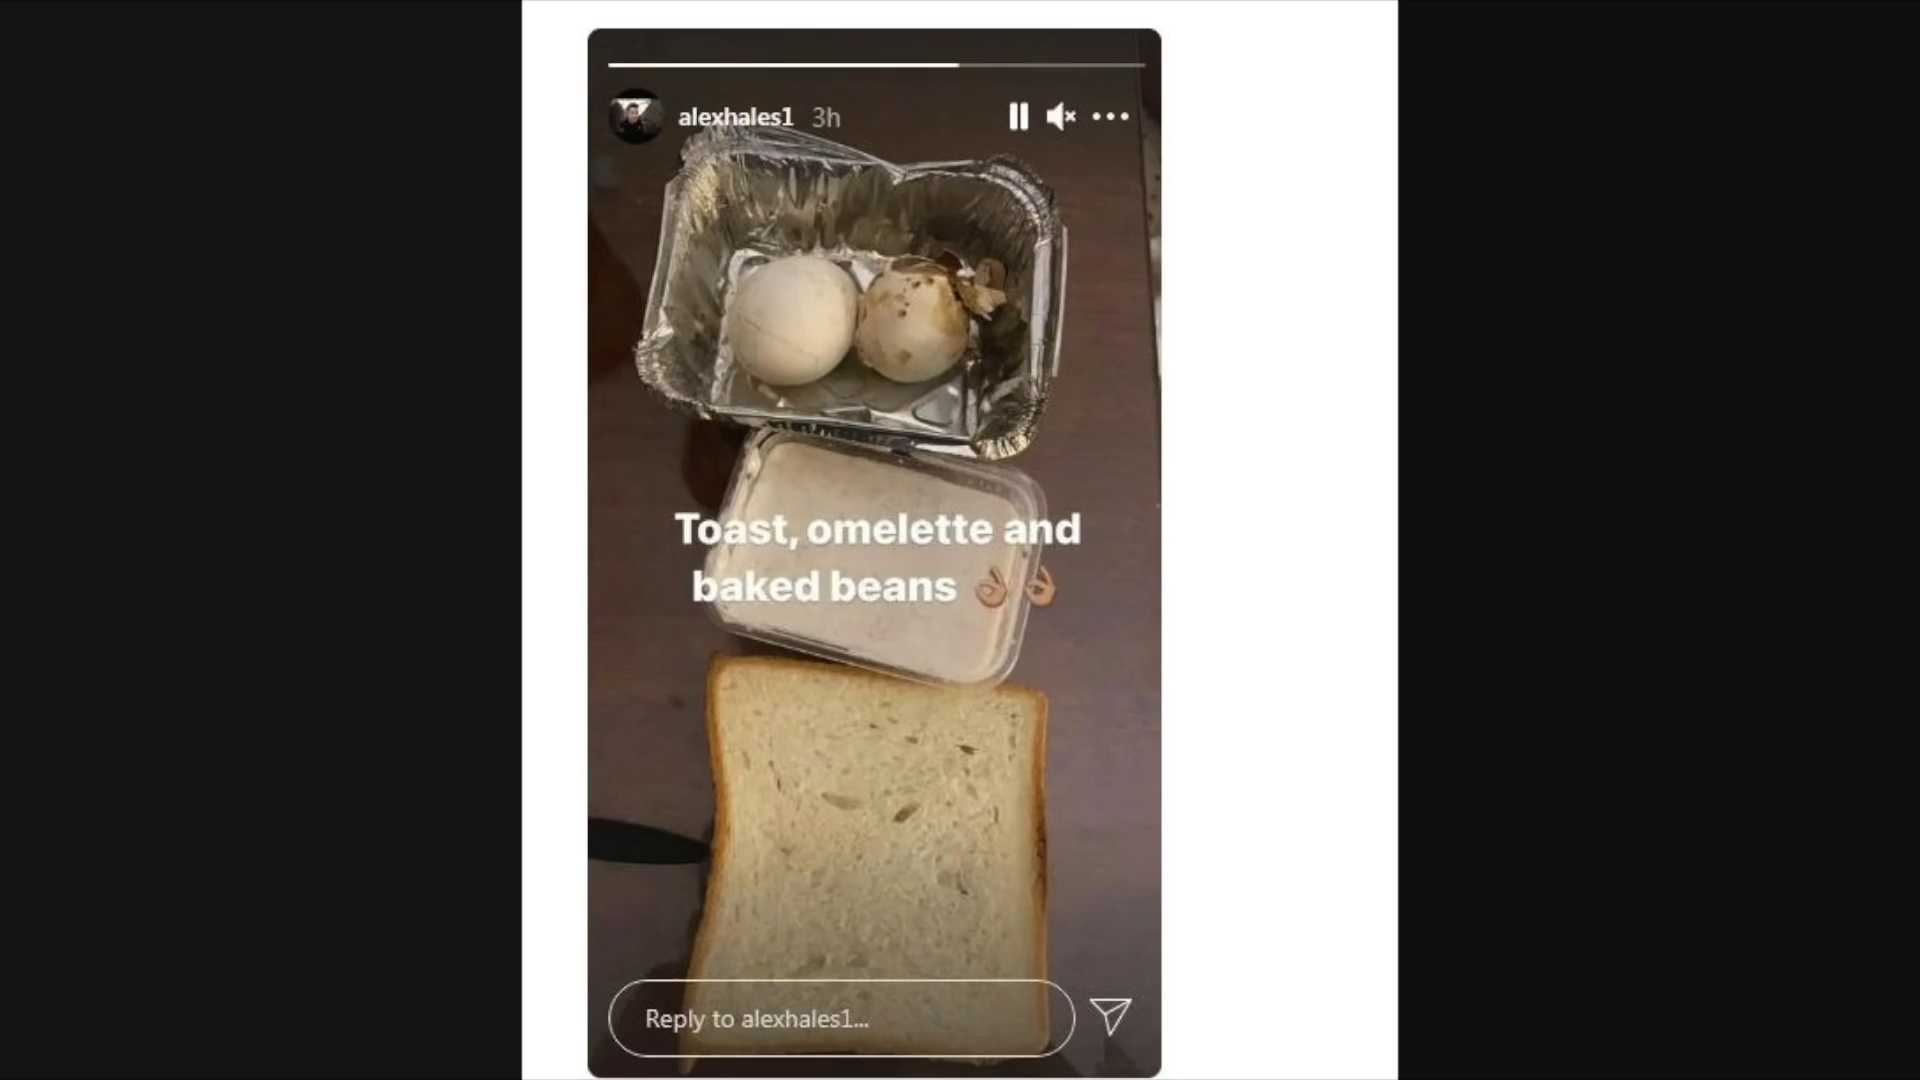 alexhales1 3h
Toast, omelette and
baked beans 👌🏽👌🏽
Reply to alexhales1...